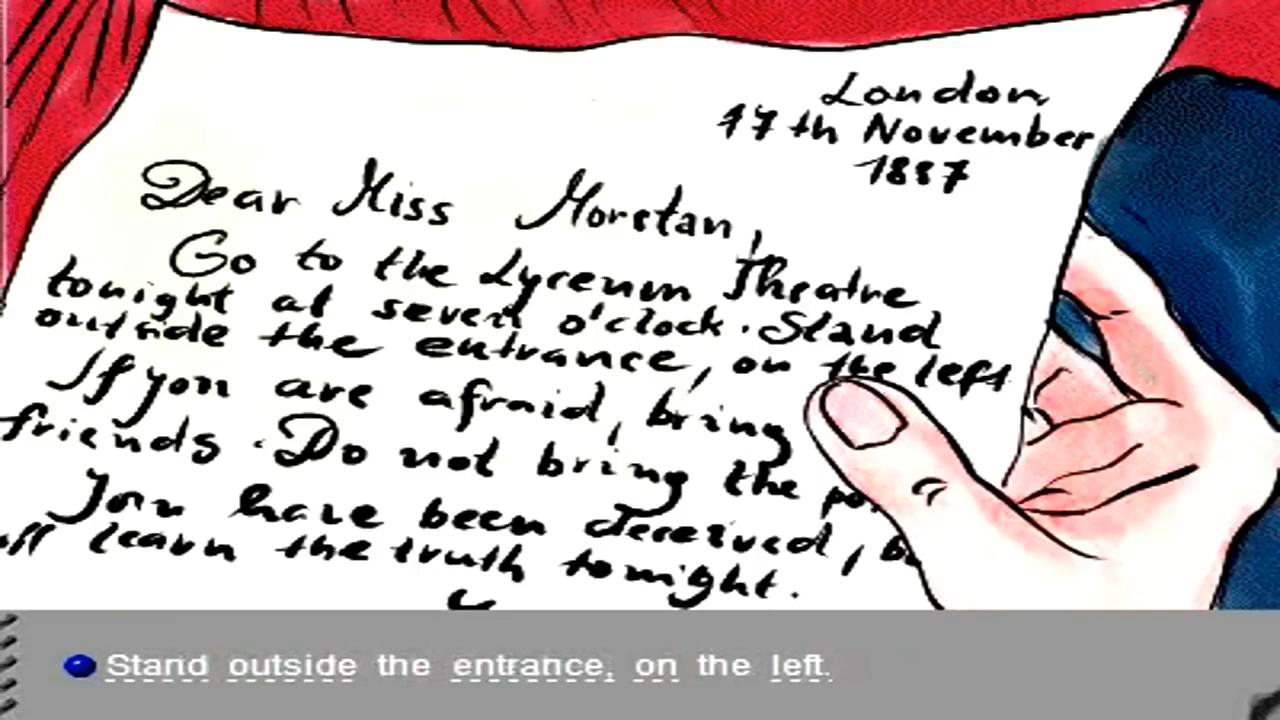 London
17th November
1887
Dear Miss Morstan,
Go to the Lyceum Theatre
tonight at seven o'clock. Stand
outside the entrance, on the left
If you are afraid, bring
friends. Do not bring the
You have been deceived,
learn the truth tonight.
Stand outside the entrance, on the left.